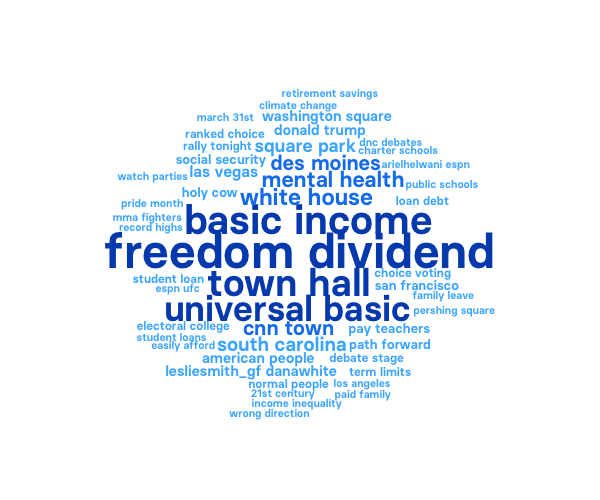 retirement savings
climate change
march 31st washington square
ranked choice donald trump
rally tonight square park dnc debates
charter schools
social security des moines arielhelwani espn
watch parties las vegas mental health public schools
holy cow white house loan debt
pride month basic income
mma fighters
record highs
freedom dividend
student loan town hall choice voting
espn ufc san francisco
family leave
universal basic pershing square
electoral college cnn town pay teachers
student loans
easily afford south carolina path forward
american people debate stage
lesliesmith_gf danawhite term limits
normal people los angeles
21st century paid family
income inequality
wrong direction